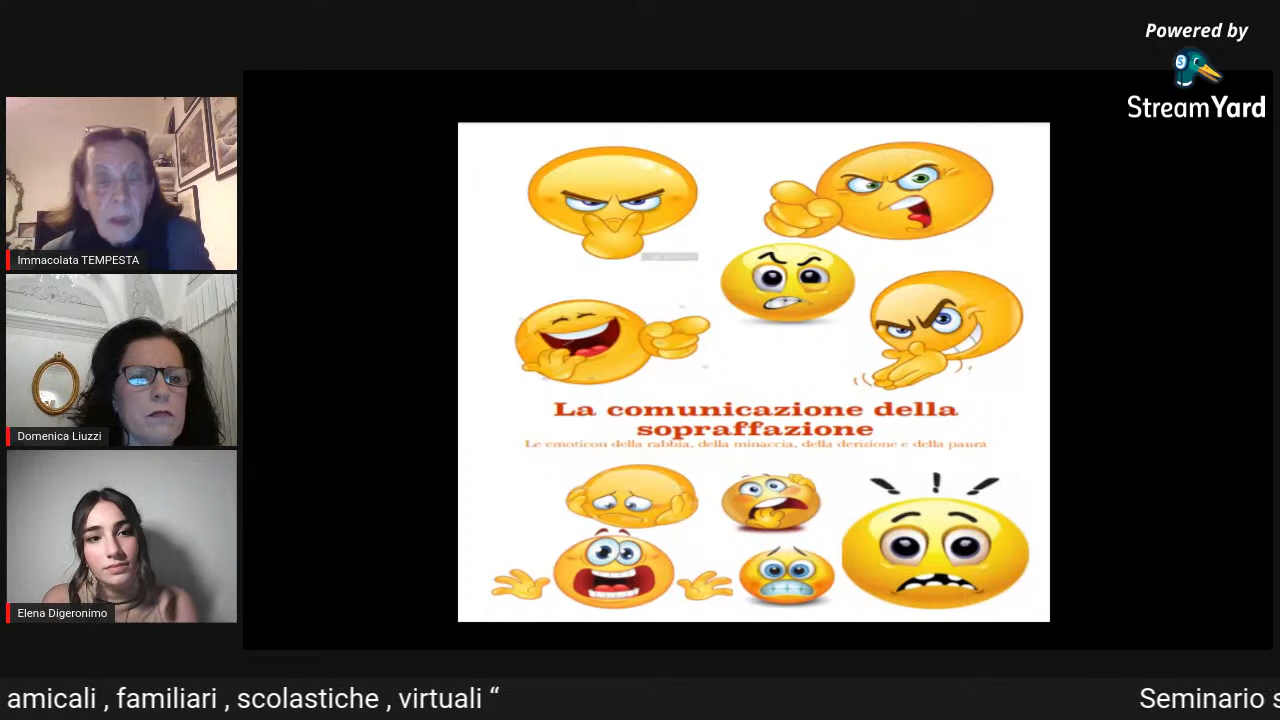 Powered by
S
StreamYard
Immacolata TEMPESTA
Domenica Liuzzi
Elena Digeronimo
La comunicazione della
sopraffazione
Le emoticon della rabbia, della minaccia, della derisione e della paura
amicali , familiari , scolastiche , virtuali “
Seminario s